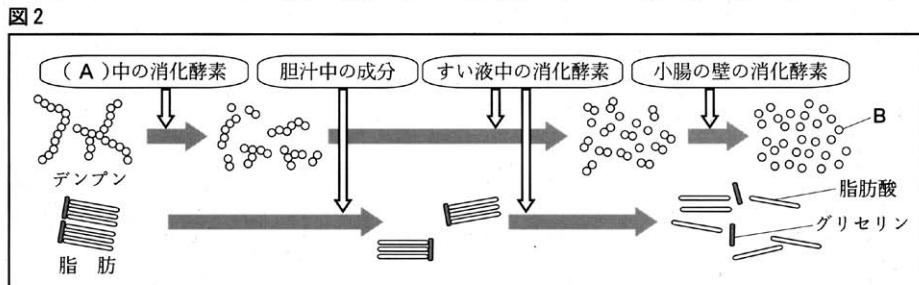 図2
(A)中の消化酵素
胆汁中の成分
すい液中の消化酵素
小腸の壁の消化酵素
B
デンプン
脂肪酸
グリセリン
脂 肪